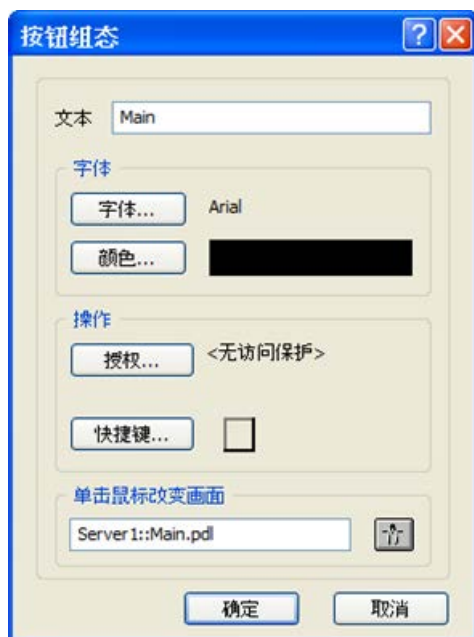 按钮组态
文本 Main
字体
字体... Arial
颜色...
操作
授权... <无访问保护>
快捷键...
单击鼠标改变画面
Server1::Main.pdl
确定 取消